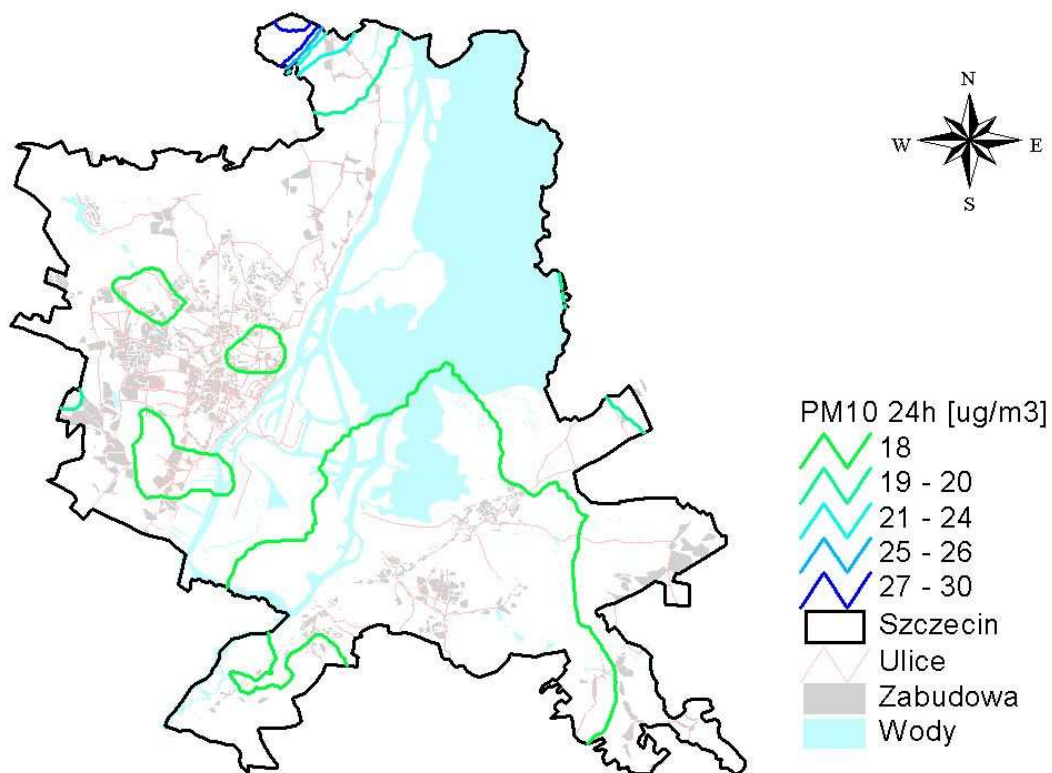 N
W E
S
PM10 24h [ug/m3]
18
19 - 20
21 - 24
25 - 26
27 - 30
Szczecin
Ulice
Zabudowa
Wody